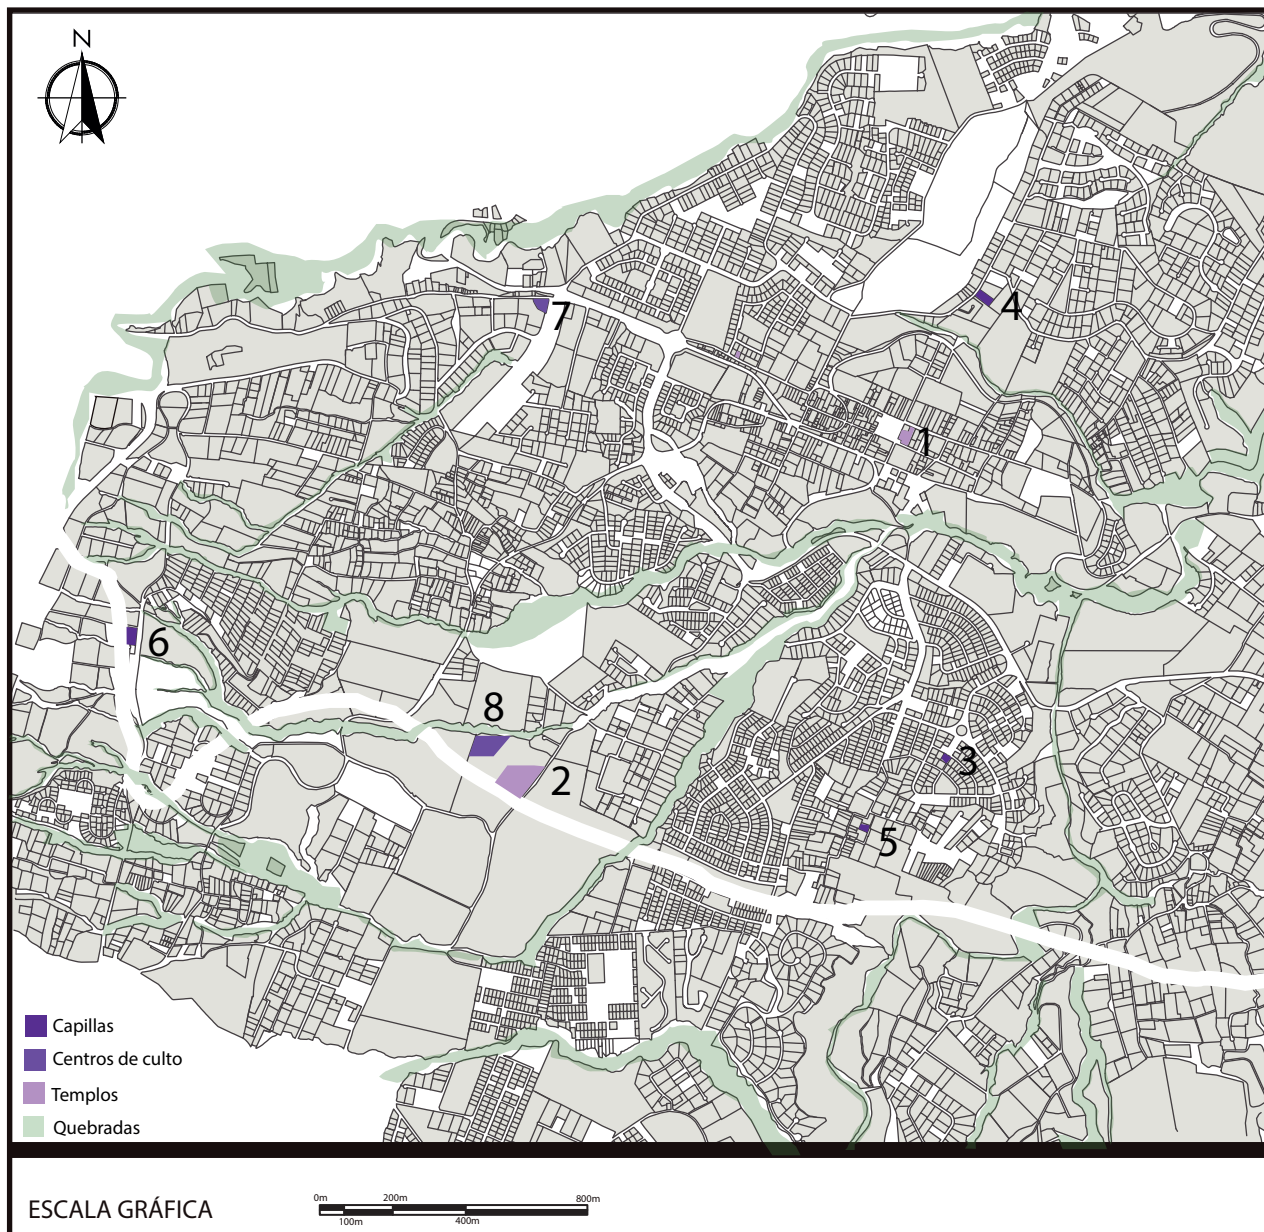 N
7
4
1
6
8
2
3
5
Capillas
Centros de culto
Templos
Quebradas
ESCALA GRÁFICA
0m 200m 800m
100m 400m